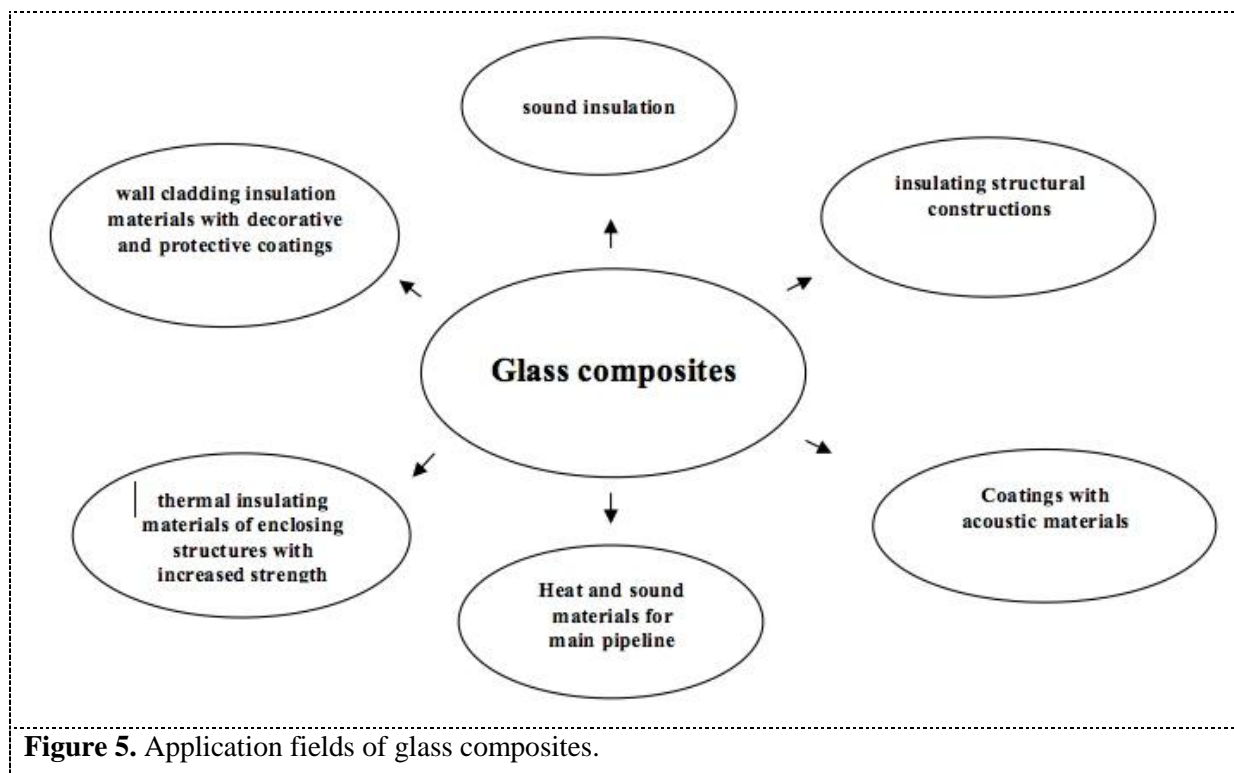 sound insulation
wall cladding insulation
materials with decorative
and protective coatings
insulating structural
constructions
Glass composites
thermal insulating
materials of enclosing
structures with
increased strength
Heat and sound
materials for
main pipeline
Coatings with
acoustic materials
Figure 5. Application fields of glass composites.